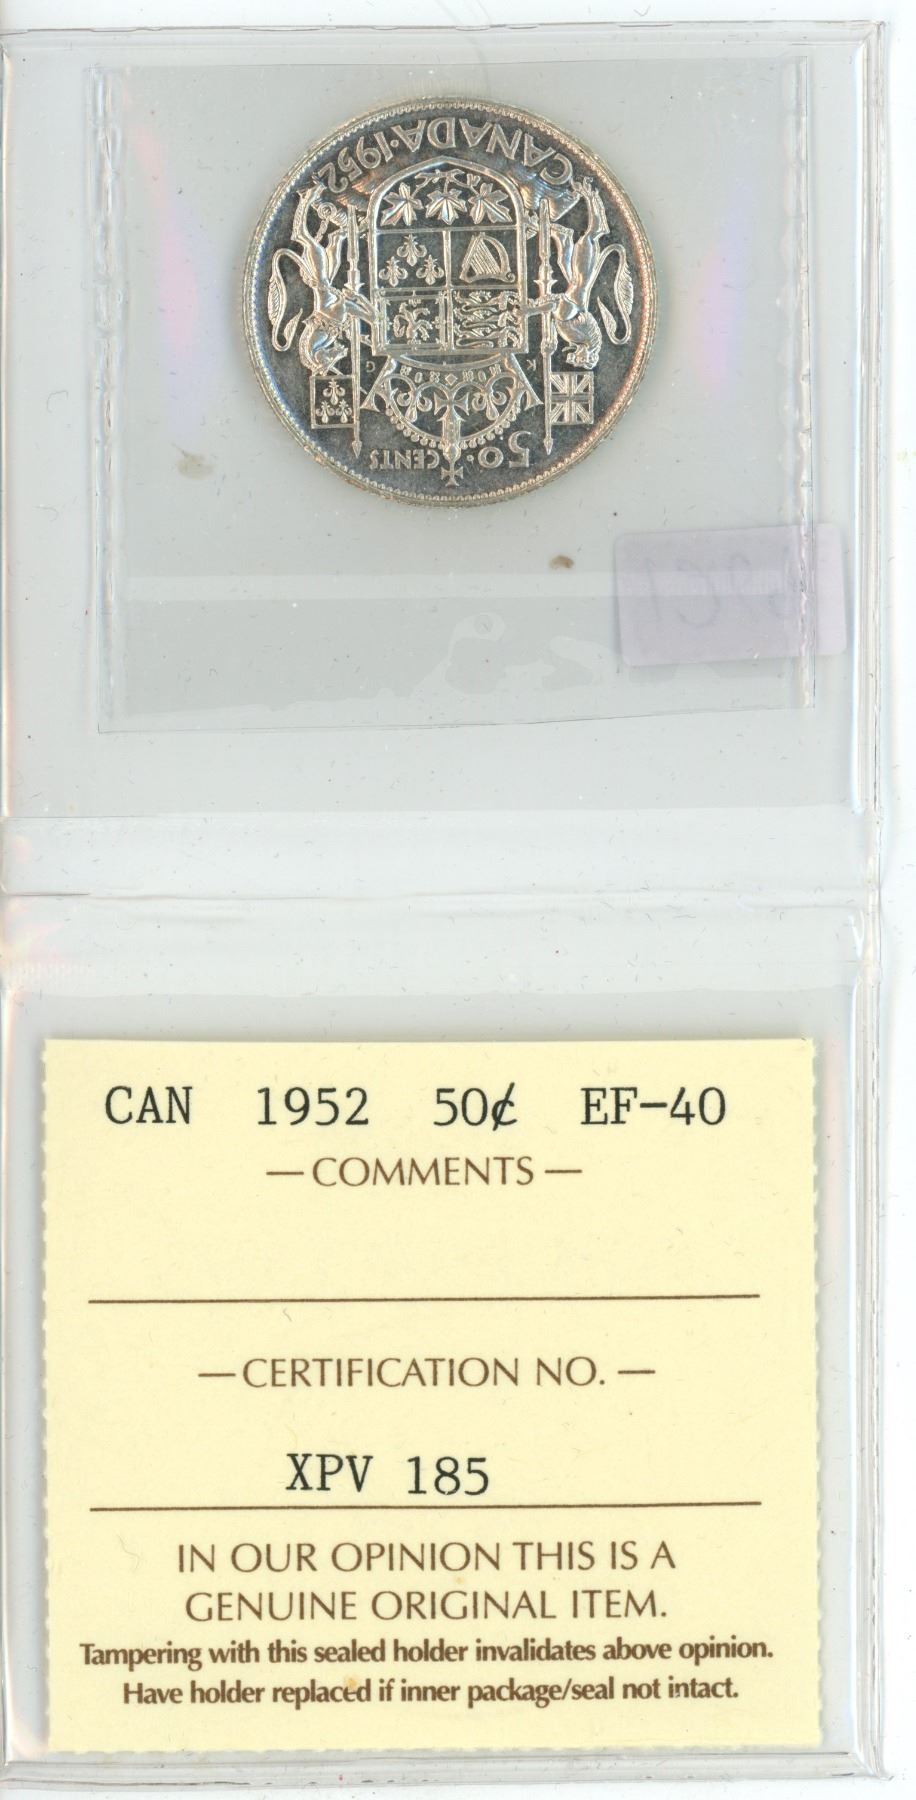 CANADA·1952
K G
HONOR
50·CENTS
CAN 1952 50¢ EF-40
—COMMENTS—
—CERTIFICATION NO.—
XPV 185
IN OUR OPINION THIS IS A
GENUINE ORIGINAL ITEM.
Tampering with this sealed holder invalidates above opinion.
Have holder replaced if inner package/seal not intact.